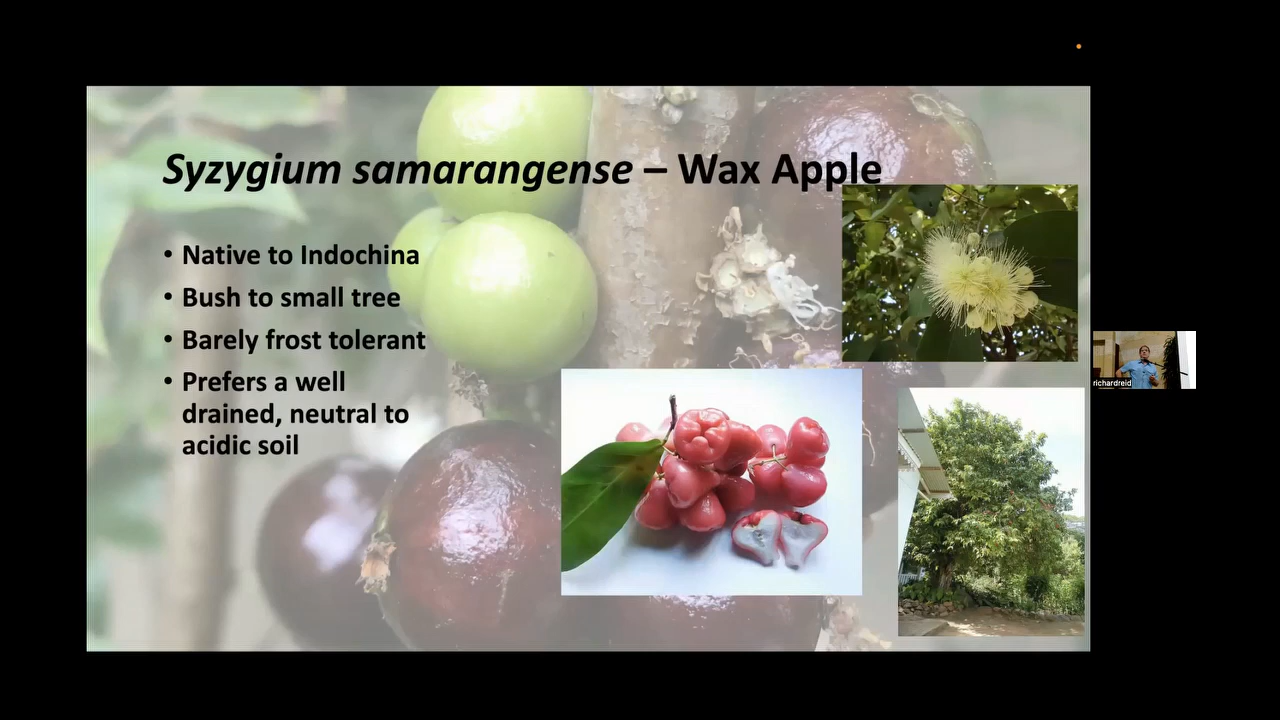 Syzygium samarangense – Wax Apple
• Native to Indochina
• Bush to small tree
• Barely frost tolerant
• Prefers a well
drained, neutral to
acidic soil
richardreid